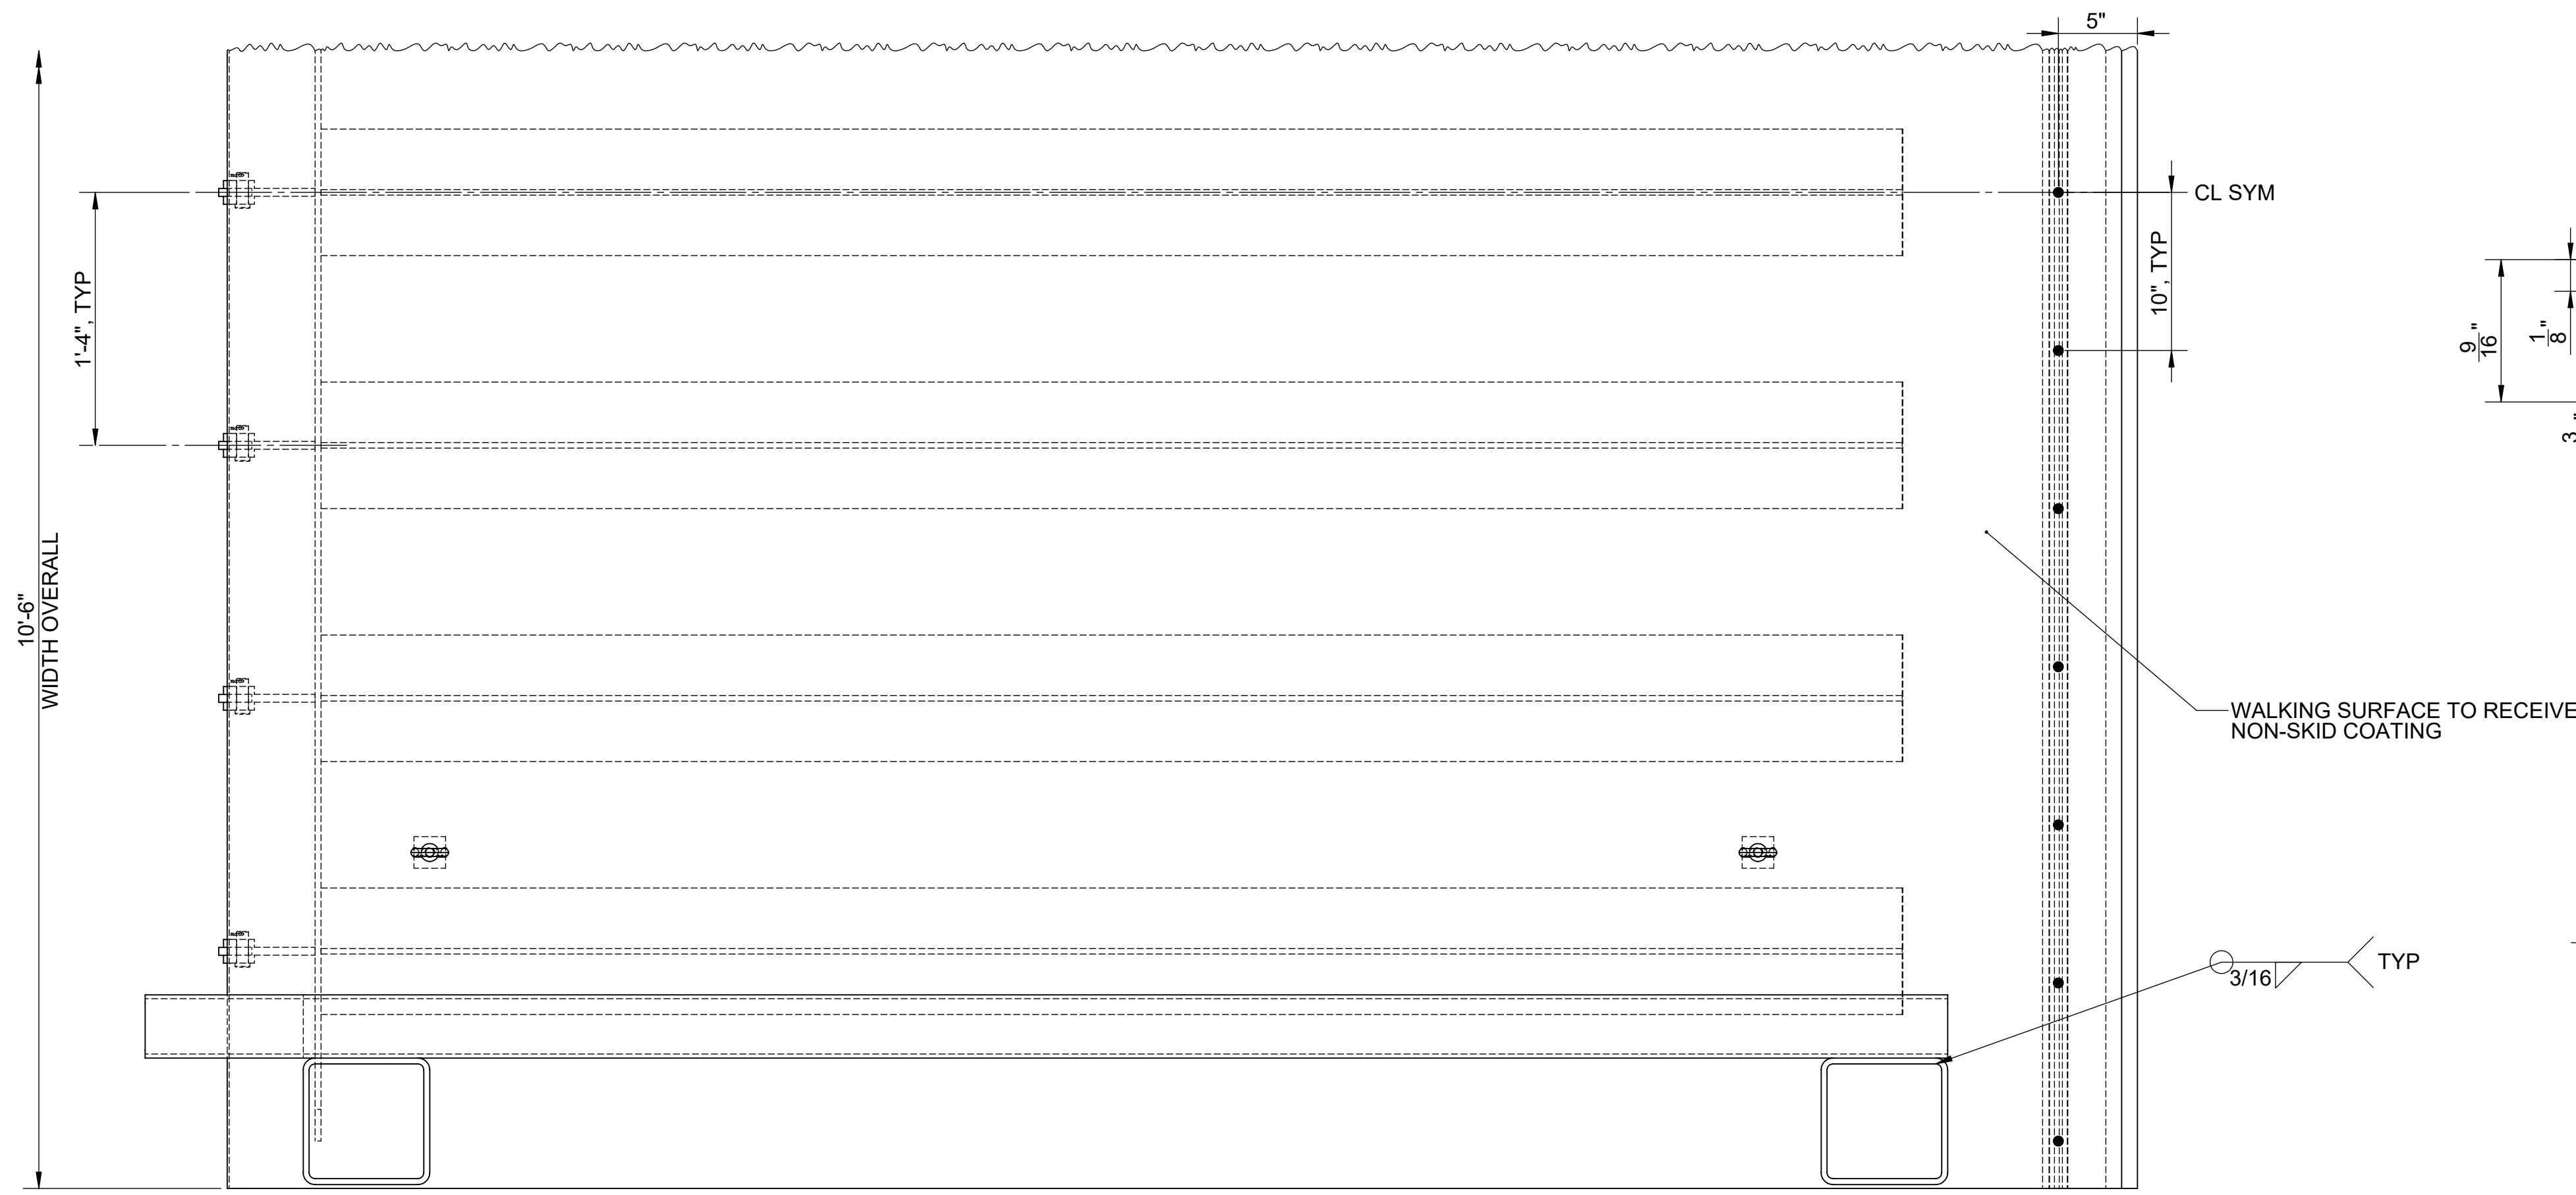 5"
CL SYM
10", TYP
1'-4", TYP
10'-6"
WIDTH OVERALL
9/16"
1/8"
3"
WALKING SURFACE TO RECEIVE
NON-SKID COATING
3/16
TYP